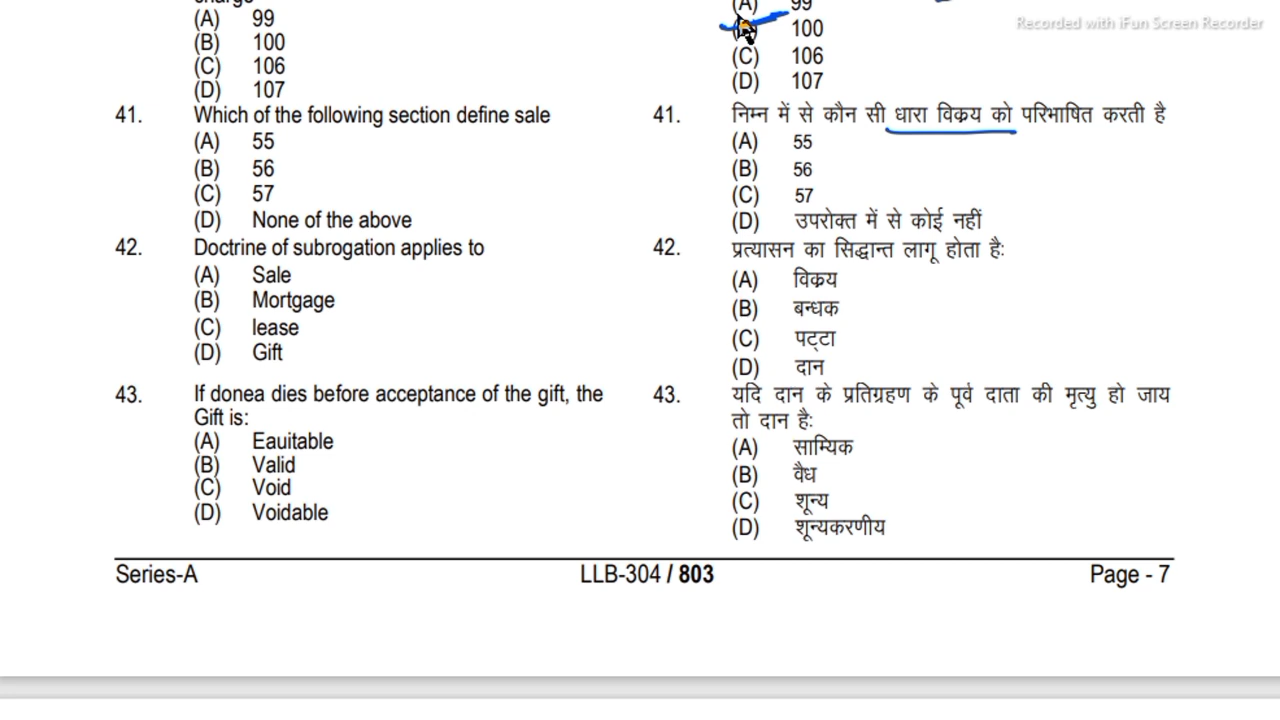 charge
(A) 99
(B) 100
(C) 106
(D) 107
41. Which of the following section define sale
(A) 55
(B) 56
(C) 57
(D) None of the above
42. Doctrine of subrogation applies to
(A) Sale
(B) Mortgage
(C) lease
(D) Gift
43. If donea dies before acceptance of the gift, the
Gift is:
(A) Eauitable
(B) Valid
(C) Void
(D) Voidable
(A) 99
100
(C) 106
(D) 107
41. निम्न में से कौन सी धारा विक्रय को परिभाषित करती है
(A) 55
(B) 56
(C) 57
(D) उपरोक्त में से कोई नहीं
42. प्रत्यासन का सिद्धान्त लागू होता है:
(A) विक्रय
(B) बन्धक
(C) पट्टा
(D) दान
43. यदि दान के प्रतिग्रहण के पूर्व दाता की मृत्यु हो जाय
तो दान है:
(A) साम्यिक
(B) वैध
(C) शून्य
(D) शून्यकरणीय
Recorded with iFun Screen Recorder
Series-A LLB-304 / 803 Page - 7